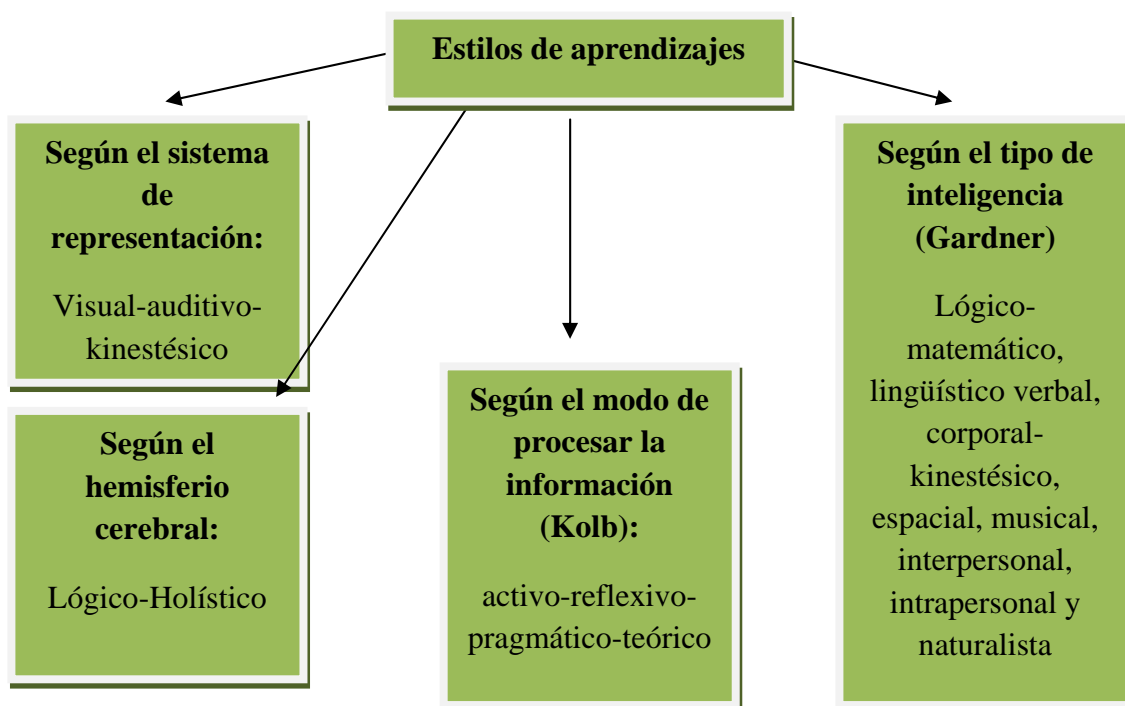 Estilos de aprendizajes
Según el sistema
de
representación:
Visual-auditivo-
kinestésico
Según el
hemisferio
cerebral:
Lógico-Holístico
Según el modo de
procesar la
información
(Kolb):
activo-reflexivo-
pragmático-teórico
Según el tipo de
inteligencia
(Gardner)
Lógico-
matemático,
lingüístico verbal,
corporal-
kinestésico,
espacial, musical,
interpersonal,
intrapersonal y
naturalista